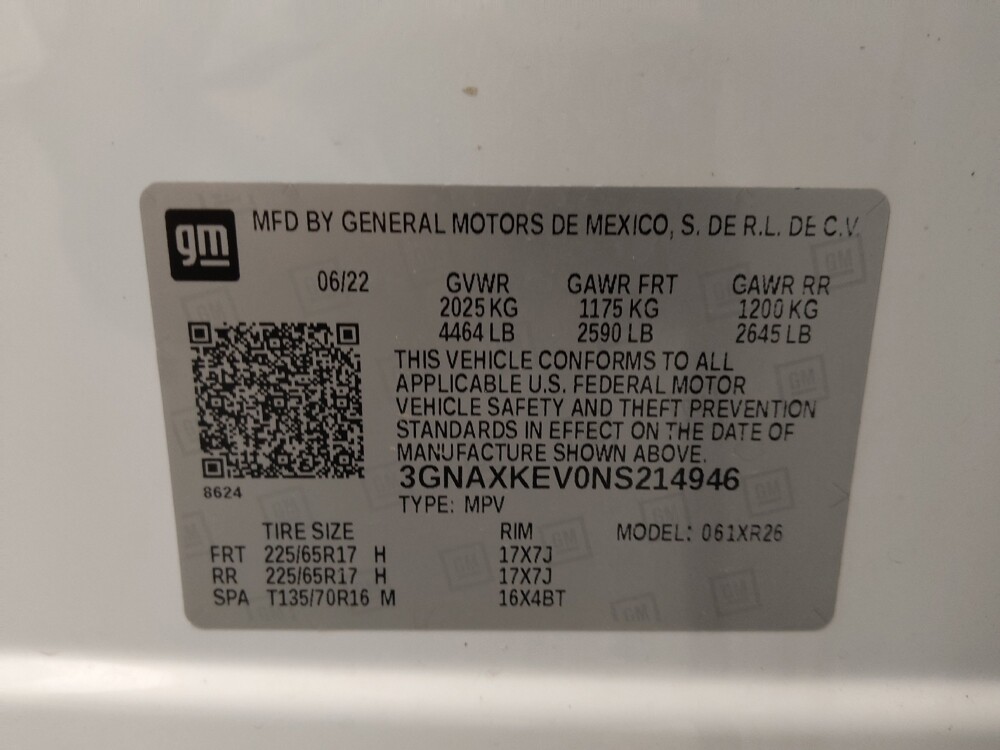 gm
MFD BY GENERAL MOTORS DE MEXICO, S. DE R.L. DE C.V.
06/22 GVWR GAWR FRT GAWR RR
2025 KG 1175 KG 1200 KG
4464 LB 2590 LB 2645 LB
THIS VEHICLE CONFORMS TO ALL
APPLICABLE U.S. FEDERAL MOTOR
VEHICLE SAFETY AND THEFT PREVENTION
STANDARDS IN EFFECT ON THE DATE OF
MANUFACTURE SHOWN ABOVE.
3GNAXKEV0NS214946
8624
TYPE: MPV
TIRE SIZE RIM MODEL: 061XR26
FRT 225/65R17 H 17X7J
RR 225/65R17 H 17X7J
SPA T135/70R16 M 16X4BT